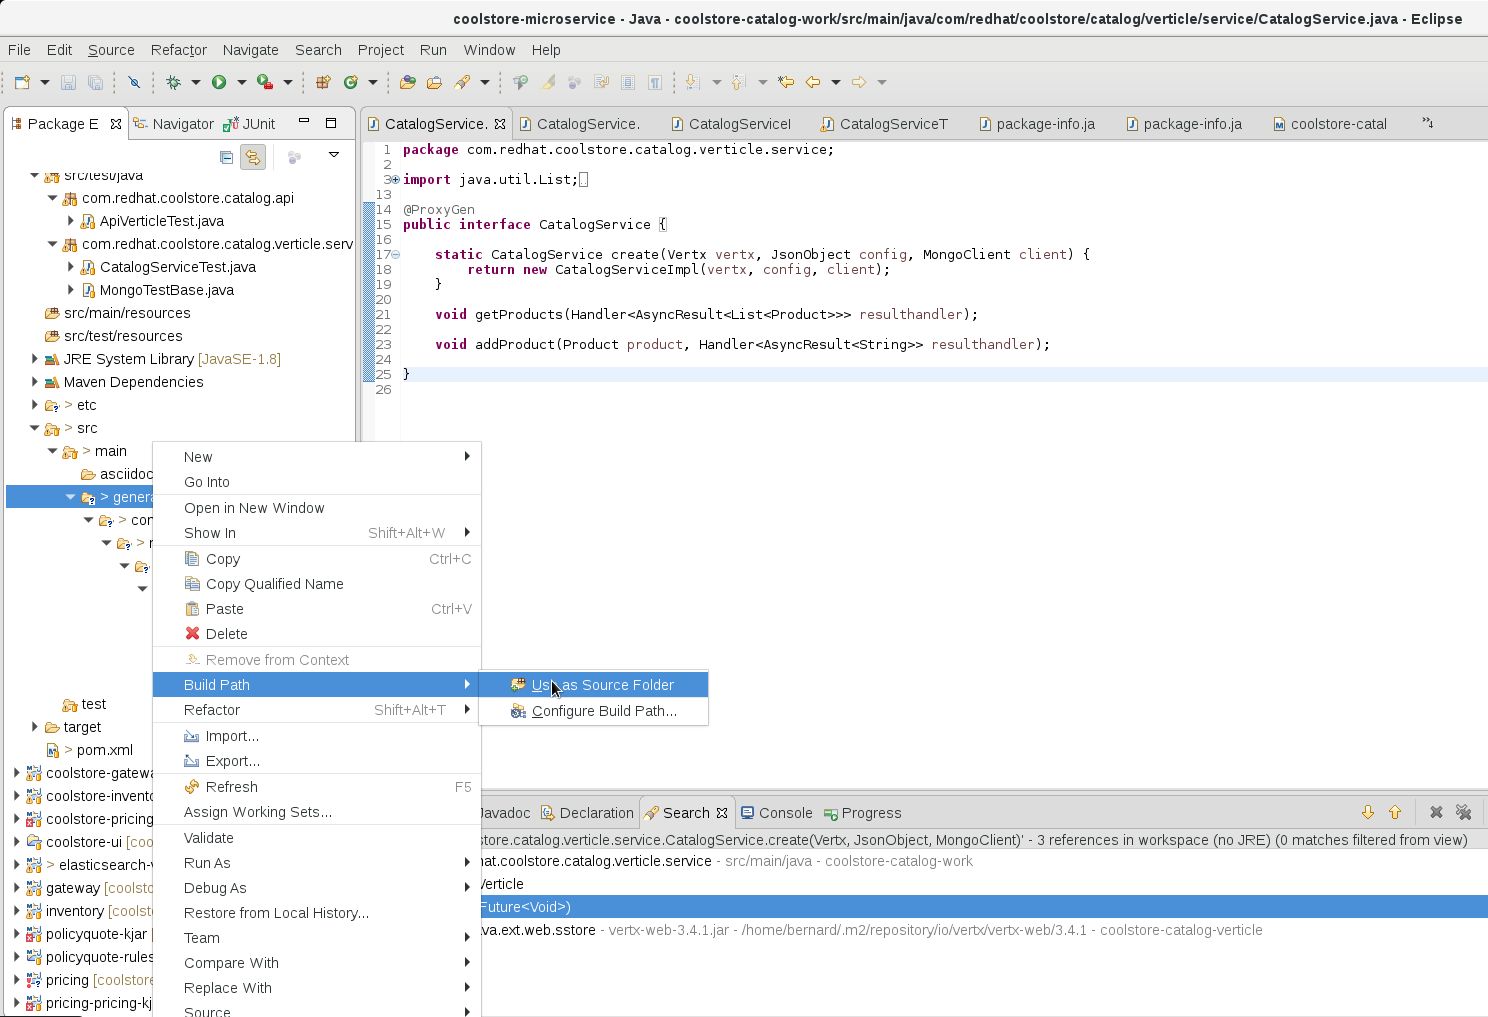 coolstore-microservice - Java - coolstore-catalog-work/src/main/java/com/redhat/coolstore/catalog/verticle/service/CatalogService.java - Eclipse
File Edit Source Refactor Navigate Search Project Run Window Help
Package E Navigator JUnit
CatalogService. CatalogService. CatalogServiceI CatalogServiceT package-info.ja package-info.ja coolstore-catal »4
src/test/java
com.redhat.coolstore.catalog.api
ApiVerticleTest.java
com.redhat.coolstore.catalog.verticle.serv
CatalogServiceTest.java
MongoTestBase.java
src/main/resources
src/test/resources
JRE System Library [JavaSE-1.8]
Maven Dependencies
> etc
> src
> main
asciidoc
> genera
> con
>
test
target
> pom.xml
coolstore-gatewa
coolstore-invento
coolstore-pricing
coolstore-ui [coo
> elasticsearch-v
gateway [coolsto
inventory [coolst
policyquote-kjar
policyquote-rules
pricing [coolstore
pricing-pricing-kj
1 package com.redhat.coolstore.catalog.verticle.service;
2
3 import java.util.List;
13
14 @ProxyGen
15 public interface CatalogService {
16
17 static CatalogService create(Vertx vertx, JsonObject config, MongoClient client) {
18 return new CatalogServiceImpl(vertx, config, client);
19 }
20
21 void getProducts(Handler<AsyncResult<List<Product>>> resulthandler);
22
23 void addProduct(Product product, Handler<AsyncResult<String>> resulthandler);
24
25 }
26
New
Go Into
Open in New Window
Show In Shift+Alt+W
Copy Ctrl+C
Copy Qualified Name
Paste Ctrl+V
Delete
Remove from Context
Build Path
Refactor Shift+Alt+T
Import...
Export...
Refresh F5
Assign Working Sets...
Validate
Run As
Debug As
Restore from Local History...
Team
Compare With
Replace With
Source
Use as Source Folder
Configure Build Path...
Javadoc Declaration Search Console Progress
store.catalog.verticle.service.CatalogService.create(Vertx, JsonObject, MongoClient)' - 3 references in workspace (no JRE) (0 matches filtered from view)
hat.coolstore.catalog.verticle.service - src/main/java - coolstore-catalog-work
Verticle
Future<Void>)
va.ext.web.sstore - vertx-web-3.4.1.jar - /home/bernard/.m2/repository/io/vertx/vertx-web/3.4.1 - coolstore-catalog-verticle